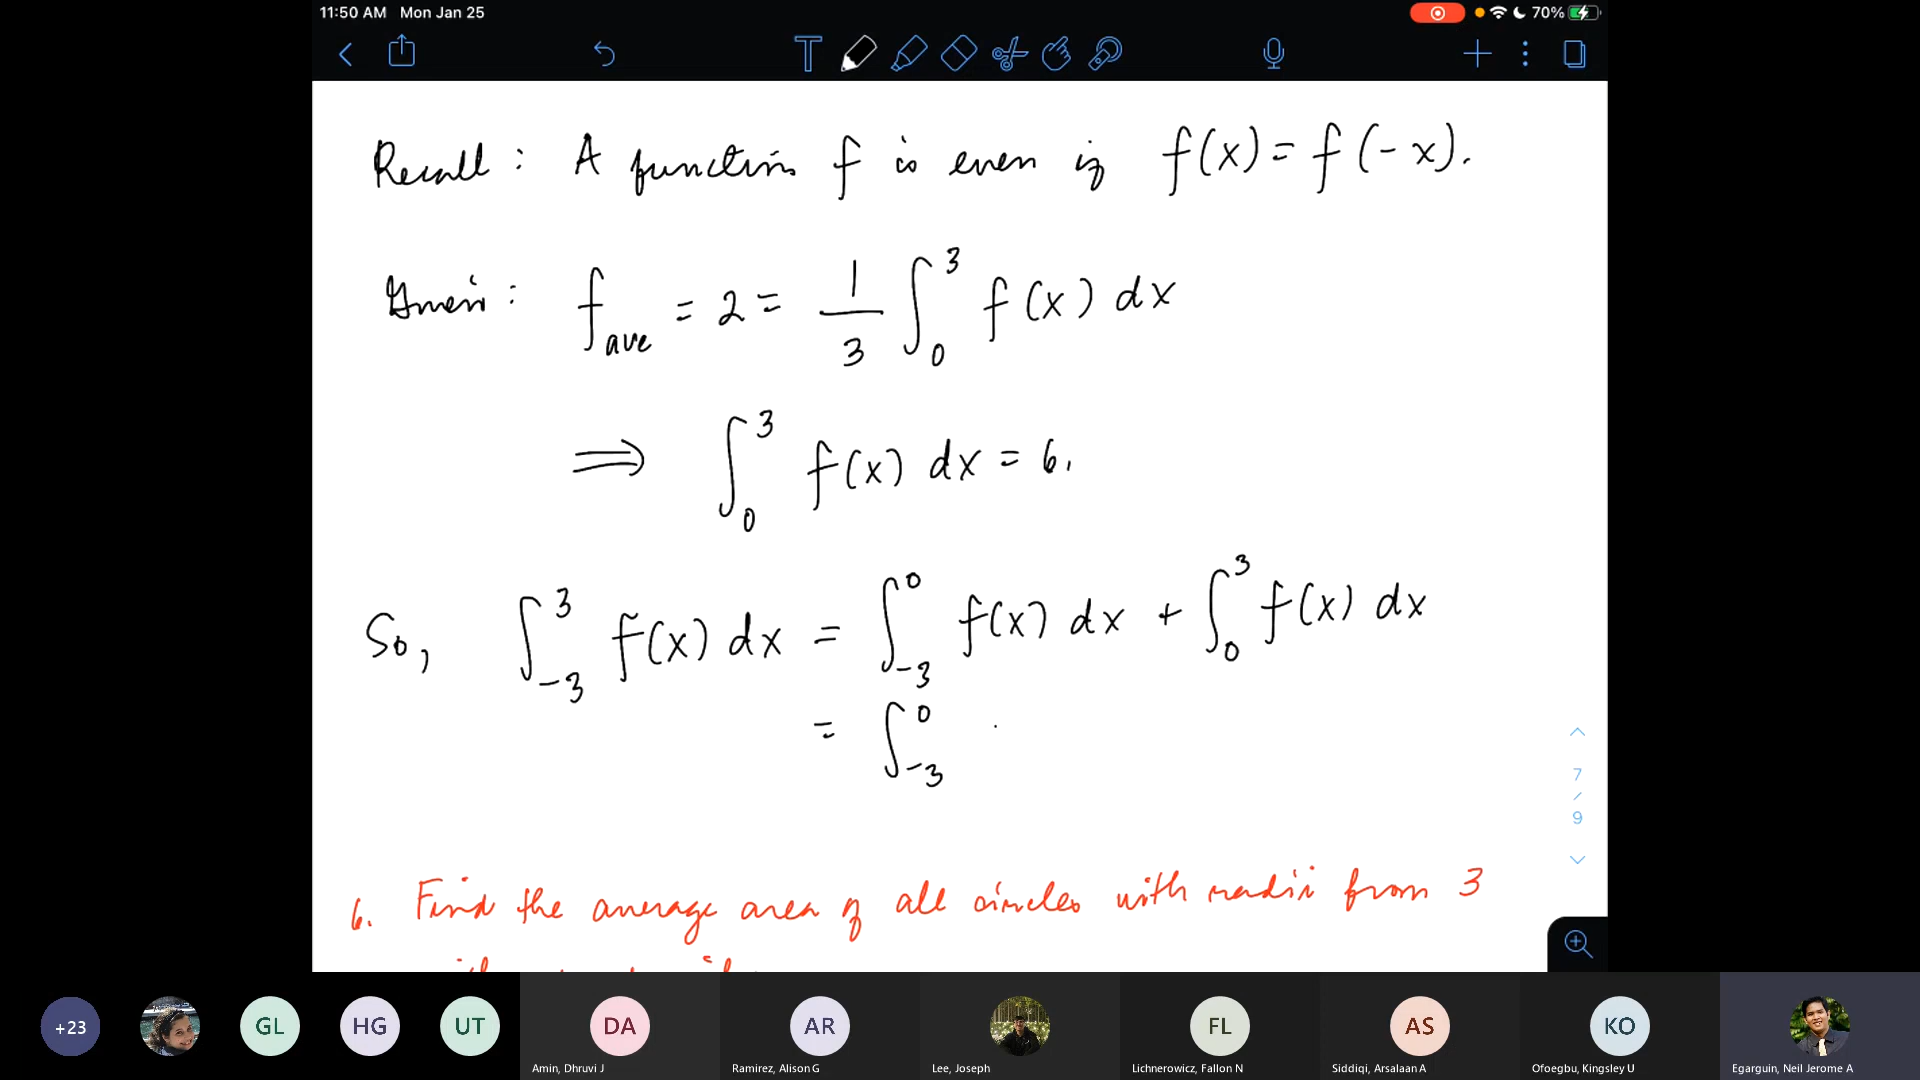 11:50 AM Mon Jan 25
70%
Recall : A function f is even if f(x) = f(-x).
Given : f_ave = 2 = 1/3 ∫_0^3 f(x) dx
⟹ ∫_0^3 f(x) dx = 6.
So, ∫_-3^3 f(x) dx = ∫_-3^0 f(x) dx + ∫_0^3 f(x) dx
= ∫_-3^0
7
/
9
6. Find the average area of all circles with radii from 3
+23
GL
HG
UT
DA
AR
FL
AS
KO
Amin, Dhruvi J
Ramirez, Alison G
Lee, Joseph
Lichnerowicz, Fallon N
Siddiqi, Arsalaan A
Ofoegbu, Kingsley U
Egarguin, Neil Jerome A